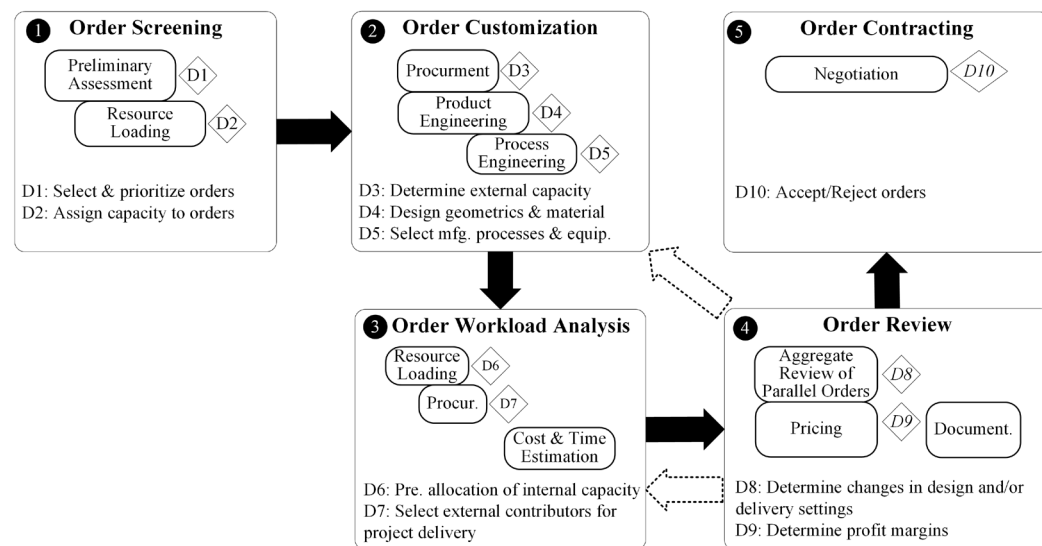 1 Order Screening
Preliminary
Assessment
D1
Resource
Loading
D2
D1: Select & prioritize orders
D2: Assign capacity to orders
2 Order Customization
Procurment
D3
Product
Engineering
D4
Process
Engineering
D5
D3: Determine external capacity
D4: Design geometrics & material
D5: Select mfg. processes & equip.
3 Order Workload Analysis
Resource
Loading
D6
Procur.
D7
Cost & Time
Estimation
D6: Pre. allocation of internal capacity
D7: Select external contributors for
project delivery
4 Order Review
Aggregate
Review of
Parallel Orders
D8
Pricing
D9
Document.
D8: Determine changes in design and/or
delivery settings
D9: Determine profit margins
5 Order Contracting
Negotiation
D10
D10: Accept/Reject orders